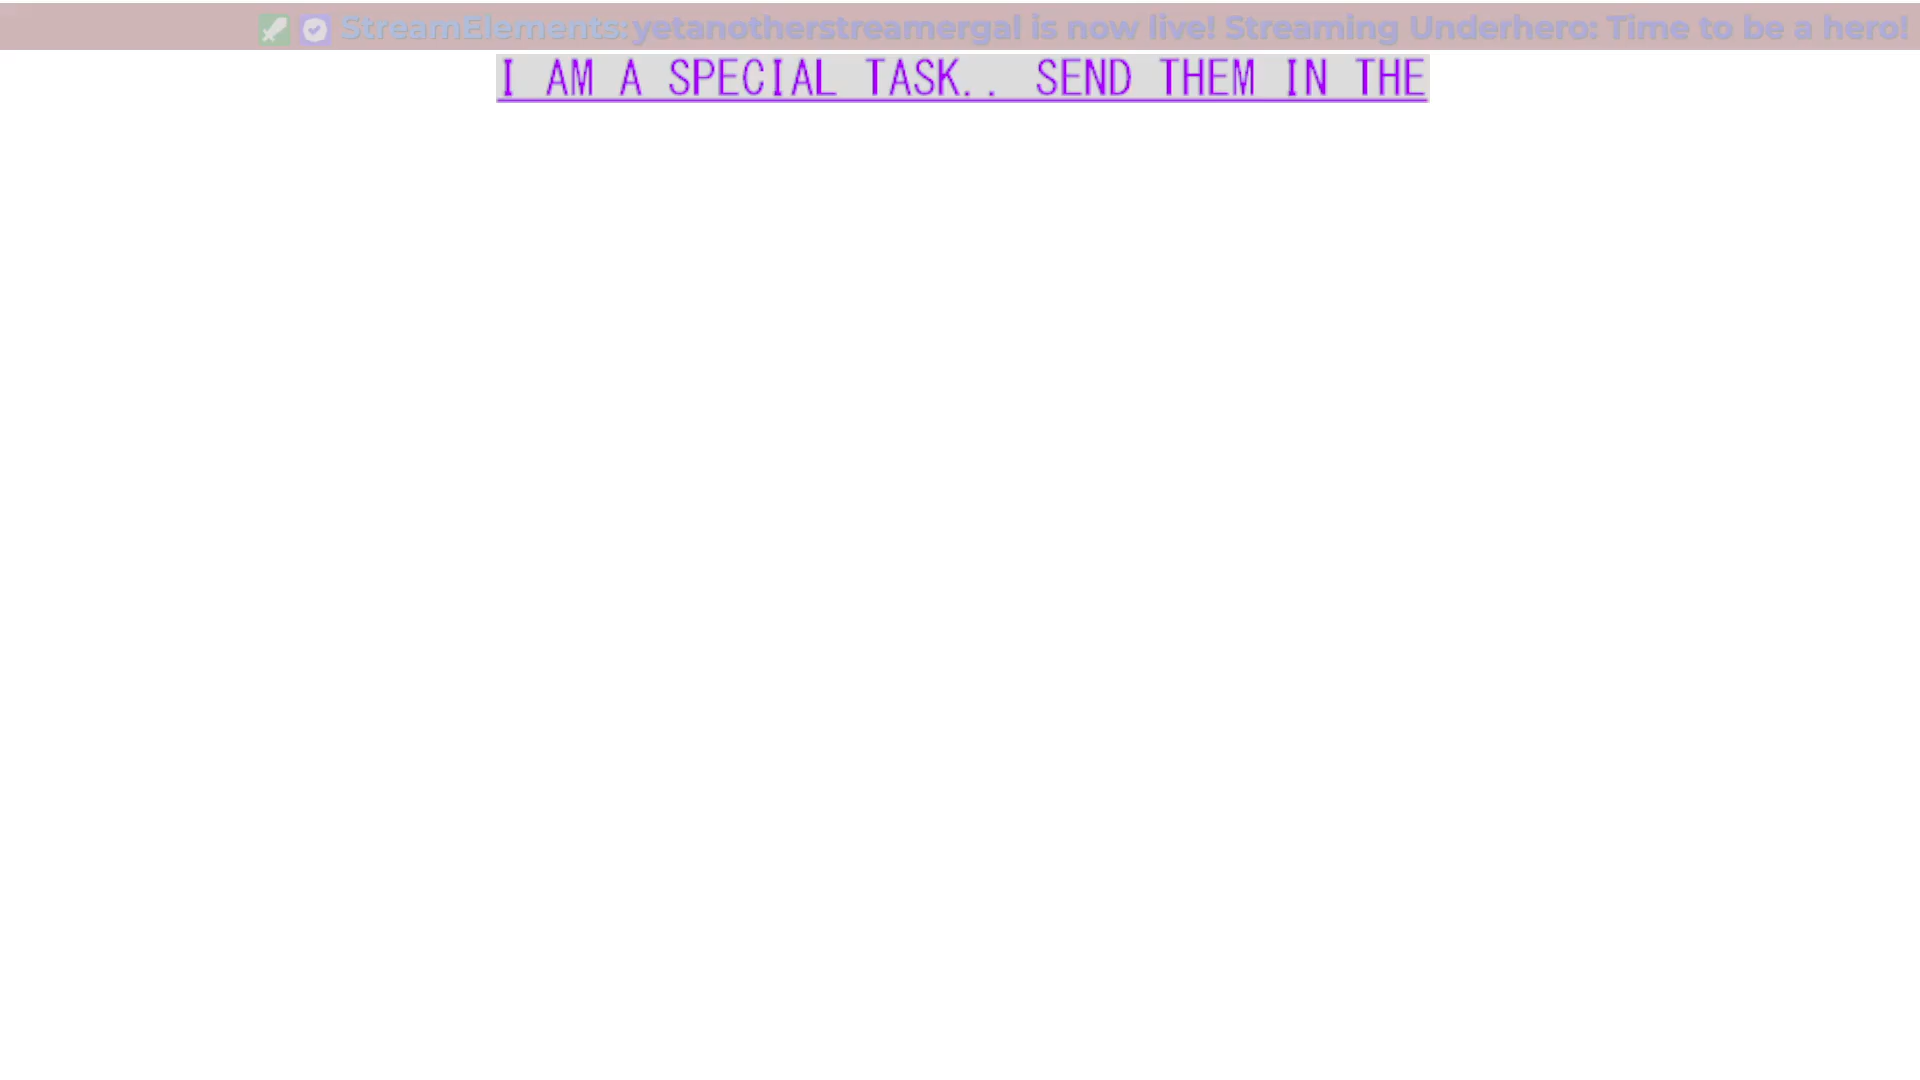 StreamElements: yetanotherstreamergal is now live! Streaming Underhero: Time to be a hero!
I AM A SPECIAL TASK.. SEND THEM IN THE